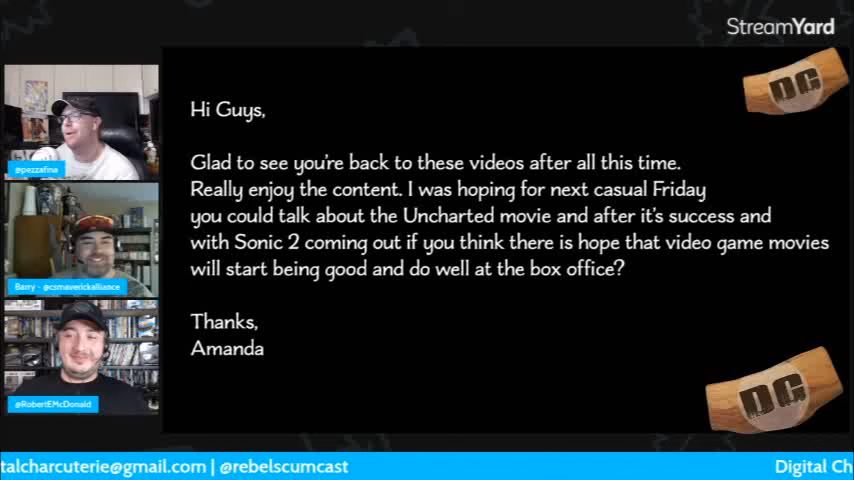 StreamYard
DG
@pezzafina
Barry - @csmaverickalliance
@RobertEMcDonald
Hi Guys,
Glad to see you're back to these videos after all this time.
Really enjoy the content. I was hoping for next casual Friday
you could talk about the Uncharted movie and after it's success and
with Sonic 2 coming out if you think there is hope that video game movies
will start being good and do well at the box office?
Thanks,
Amanda
DG
talcharcuterie@gmail.com | @rebelscumcast
Digital Ch